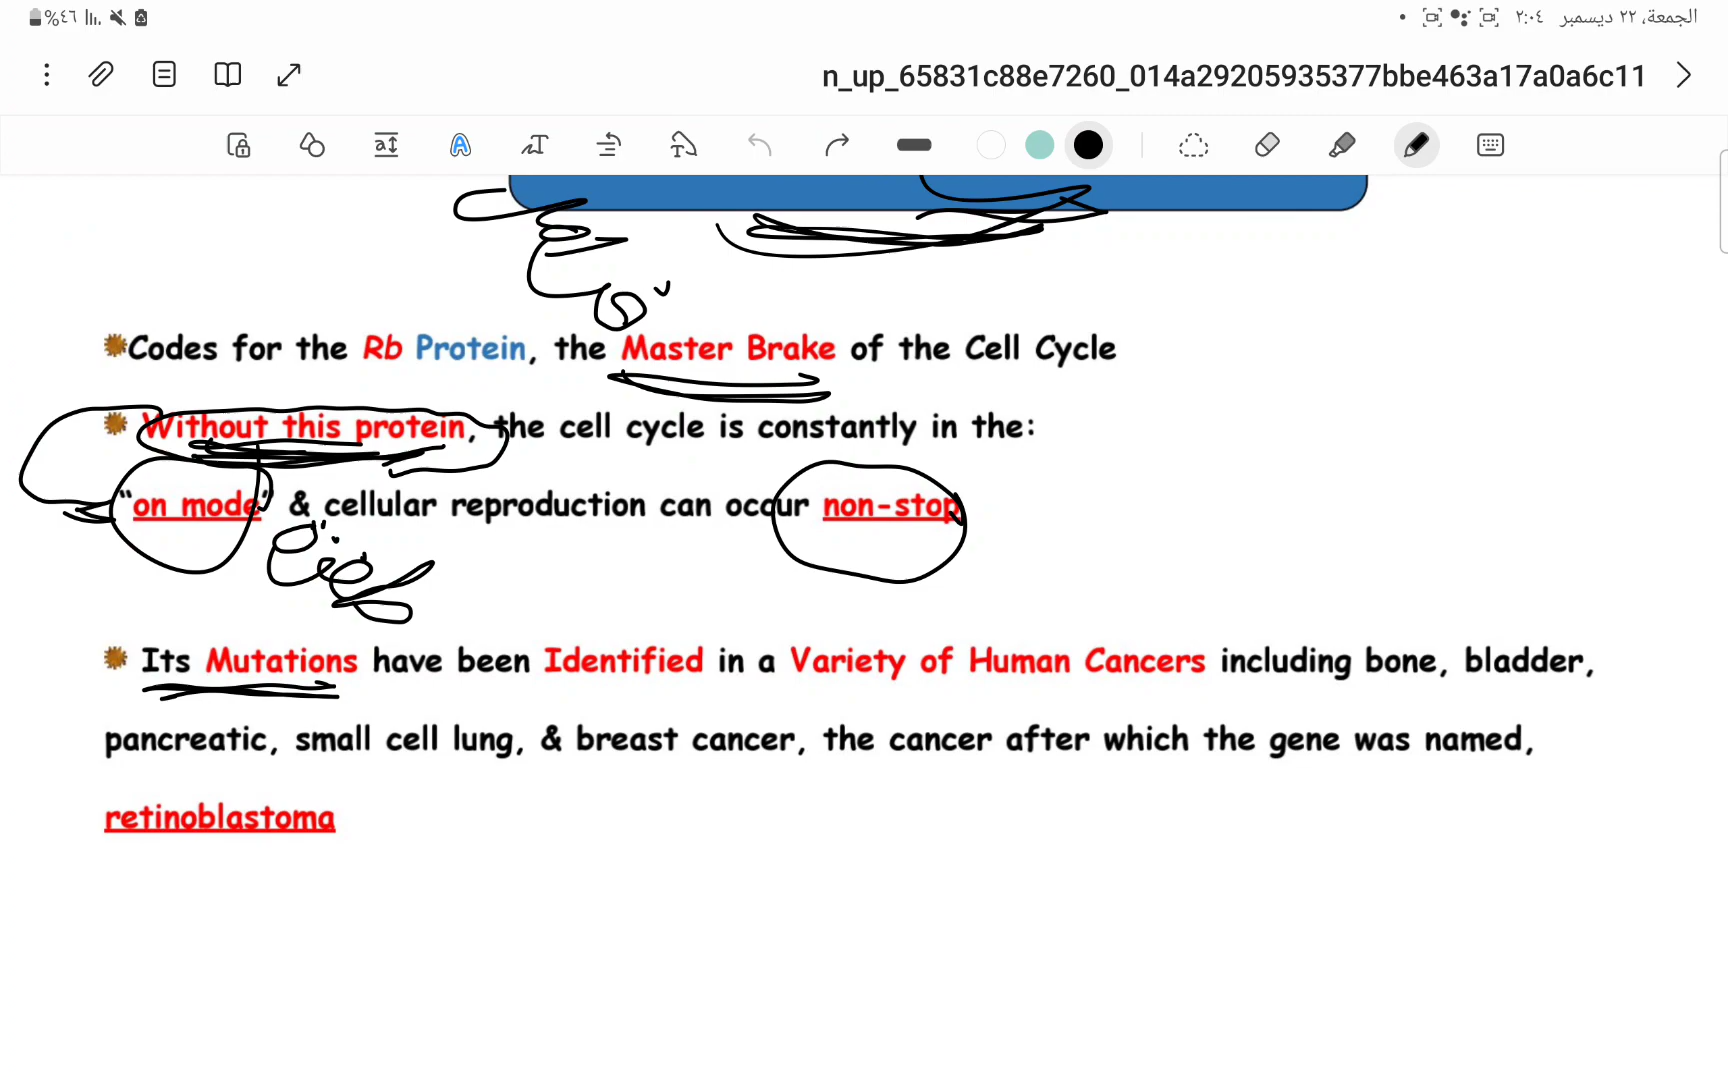 %٤٦
الجمعة، ٢٢ ديسمبر ٢:٠٤
n_up_65831c88e7260_014a29205935377bbe463a17a0a6c11
Codes for the Rb Protein, the Master Brake of the Cell Cycle
Without this protein, the cell cycle is constantly in the:
“on mode” & cellular reproduction can occur non-stop
Its Mutations have been Identified in a Variety of Human Cancers including bone, bladder,
pancreatic, small cell lung, & breast cancer, the cancer after which the gene was named,
retinoblastoma